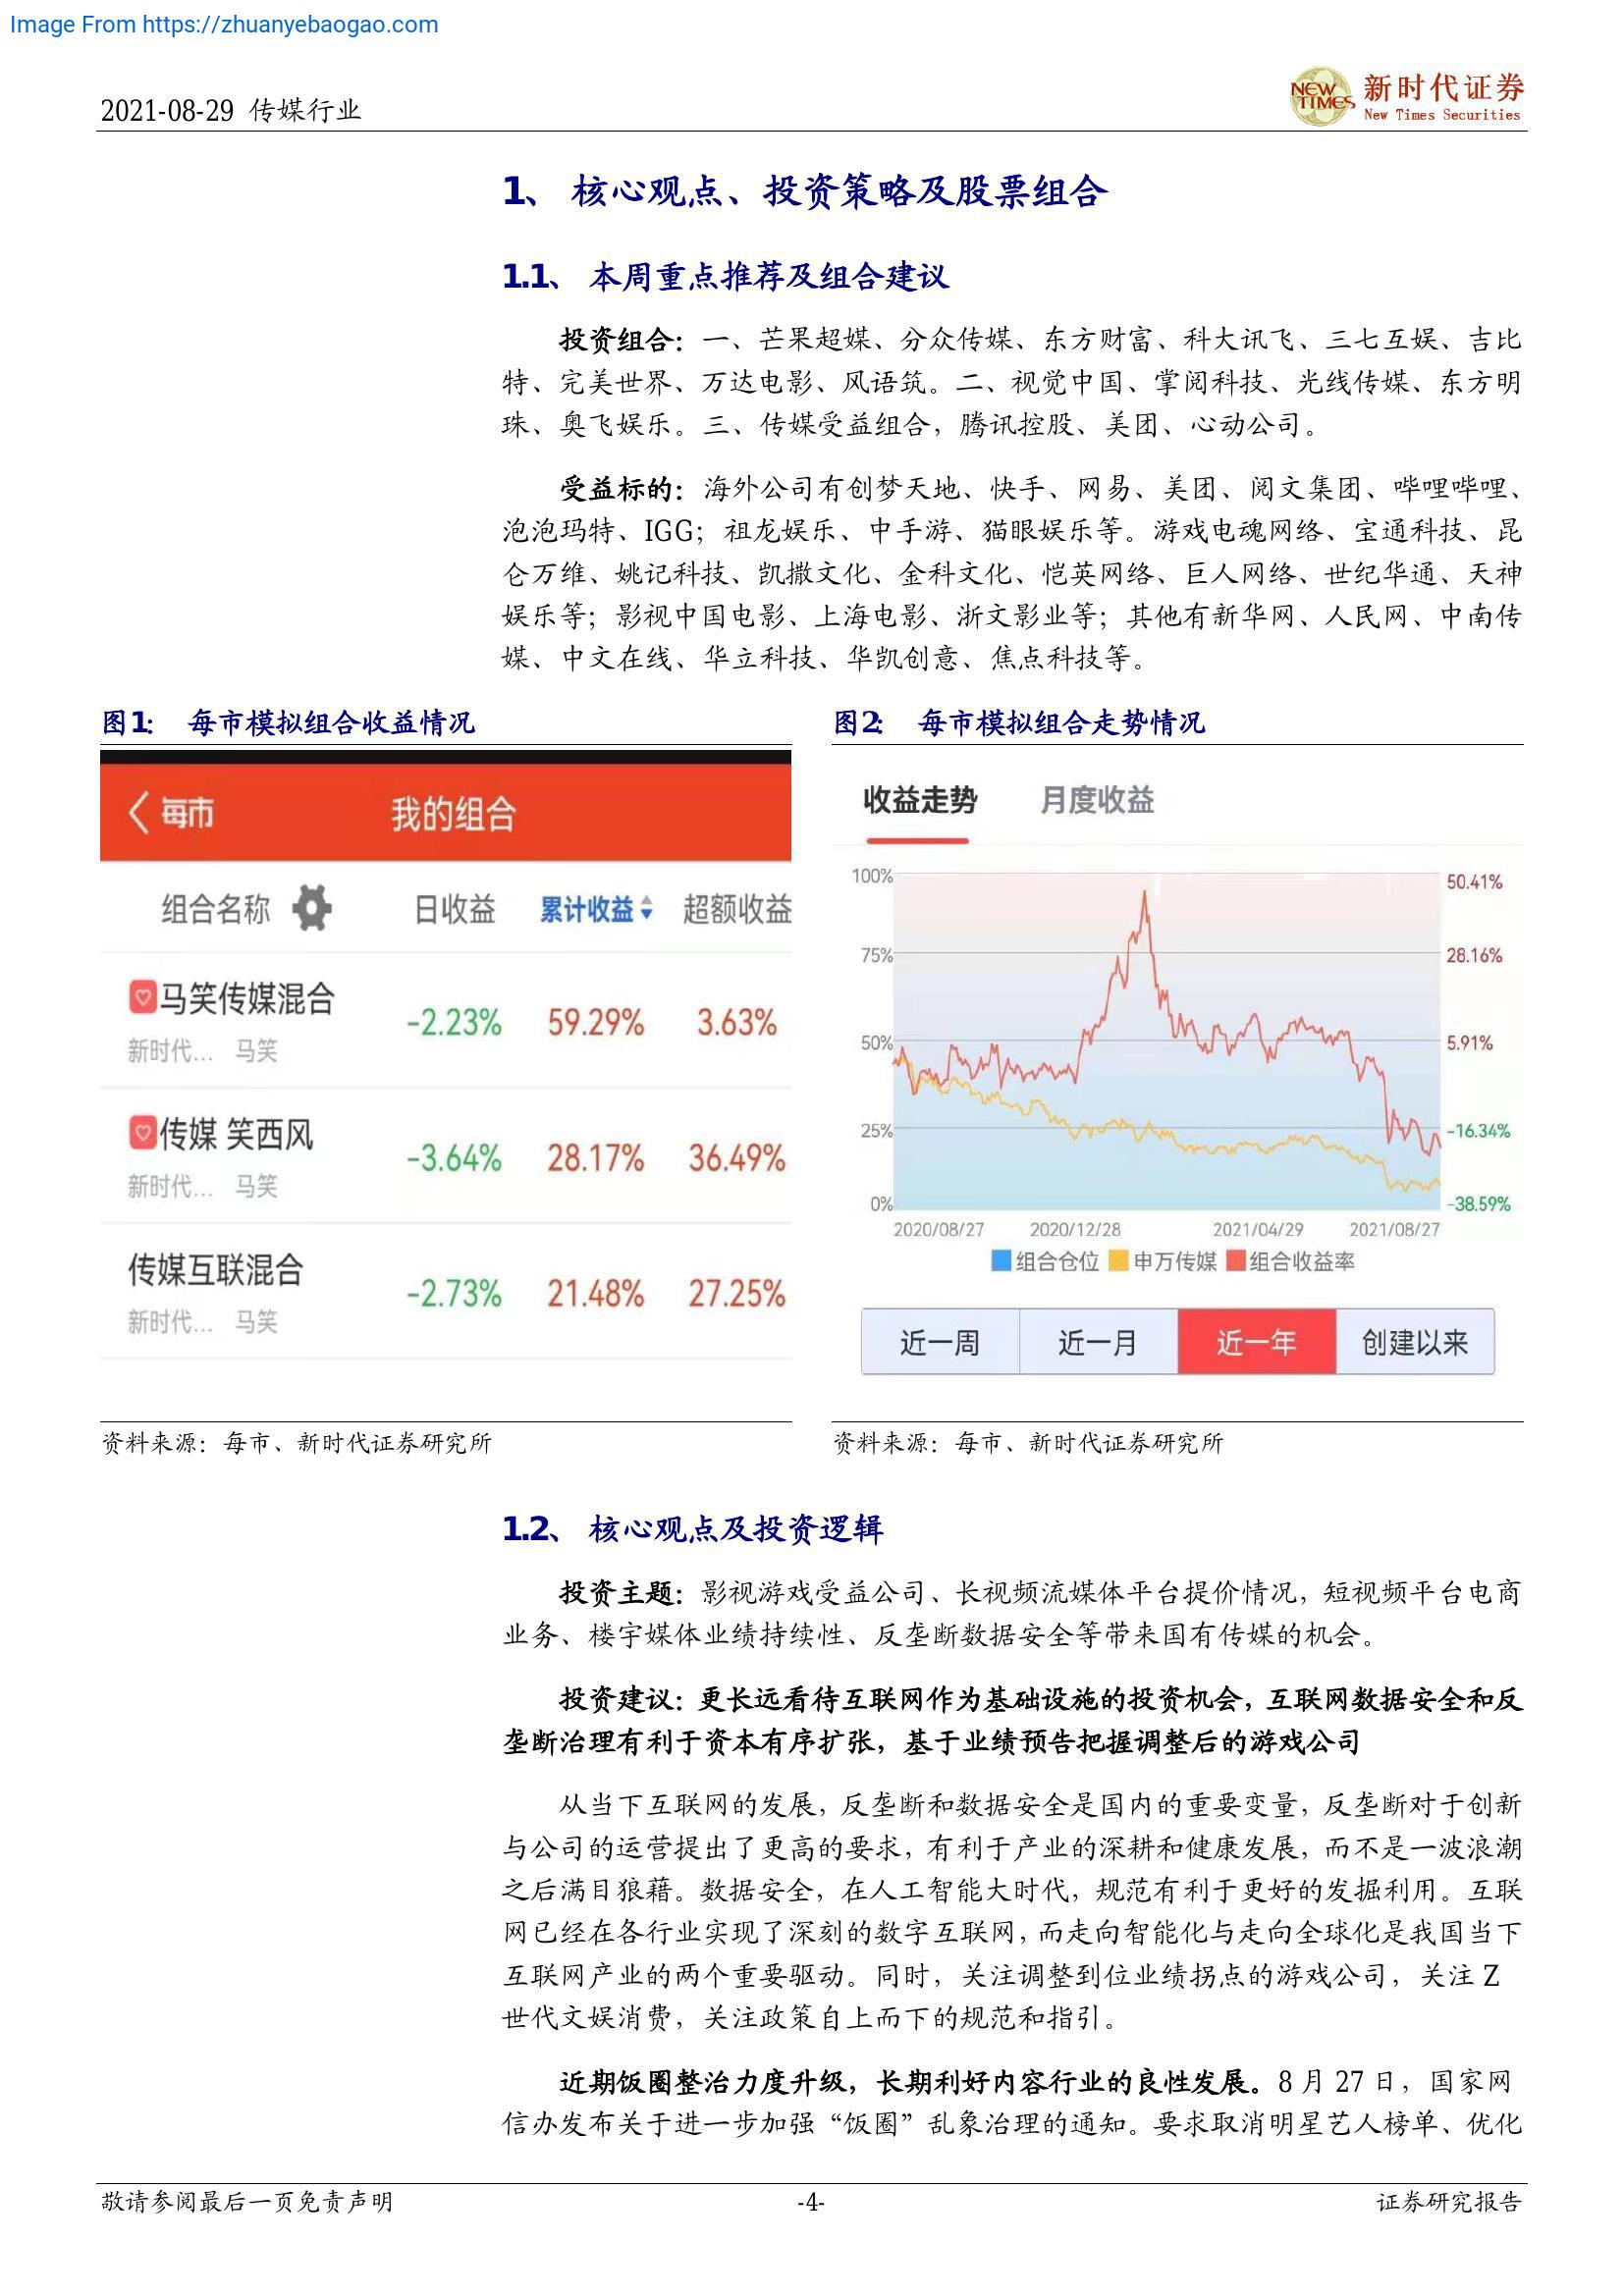 Image From https://zhuanyebaogao.com
2021-08-29 传媒行业
NEW TIMES
新时代证券
New Times Securities
1、 核心观点、投资策略及股票组合
1.1、 本周重点推荐及组合建议
投资组合：一、芒果超媒、分众传媒、东方财富、科大讯飞、三七互娱、吉比
特、完美世界、万达电影、风语筑。二、视觉中国、掌阅科技、光线传媒、东方明
珠、奥飞娱乐。三、传媒受益组合，腾讯控股、美团、心动公司。
受益标的：海外公司有创梦天地、快手、网易、美团、阅文集团、哔哩哔哩、
泡泡玛特、IGG；祖龙娱乐、中手游、猫眼娱乐等。游戏电魂网络、宝通科技、昆
仑万维、姚记科技、凯撒文化、金科文化、恺英网络、巨人网络、世纪华通、天神
娱乐等；影视中国电影、上海电影、浙文影业等；其他有新华网、人民网、中南传
媒、中文在线、华立科技、华凯创意、焦点科技等。
图1： 每市模拟组合收益情况
每市 我的组合
组合名称 日收益 累计收益 超额收益
马笑传媒混合 -2.23% 59.29% 3.63%
新时代... 马笑
传媒 笑西风 -3.64% 28.17% 36.49%
新时代... 马笑
传媒互联混合 -2.73% 21.48% 27.25%
新时代... 马笑
资料来源：每市、新时代证券研究所
图2： 每市模拟组合走势情况
收益走势 月度收益
100% 50.41%
75% 28.16%
50% 5.91%
25% -16.34%
0% -38.59%
2020/08/27 2020/12/28 2021/04/29 2021/08/27
组合仓位 申万传媒 组合收益率
近一周 近一月 近一年 创建以来
资料来源：每市、新时代证券研究所
1.2、 核心观点及投资逻辑
投资主题：影视游戏受益公司、长视频流媒体平台提价情况，短视频平台电商
业务、楼宇媒体业绩持续性、反垄断数据安全等带来国有传媒的机会。
投资建议：更长远看待互联网作为基础设施的投资机会，互联网数据安全和反
垄断治理有利于资本有序扩张，基于业绩预告把握调整后的游戏公司
从当下互联网的发展，反垄断和数据安全是国内的重要变量，反垄断对于创新
与公司的运营提出了更高的要求，有利于产业的深耕和健康发展，而不是一波浪潮
之后满目狼藉。数据安全，在人工智能大时代，规范有利于更好的发掘利用。互联
网已经在各行业实现了深刻的数字互联网，而走向智能化与走向全球化是我国当下
互联网产业的两个重要驱动。同时，关注调整到位业绩拐点的游戏公司，关注 Z
世代文娱消费，关注政策自上而下的规范和指引。
近期饭圈整治力度升级，长期利好内容行业的良性发展。8 月 27 日，国家网
信办发布关于进一步加强“饭圈”乱象治理的通知。要求取消明星艺人榜单、优化
敬请参阅最后一页免责声明 -4- 证券研究报告